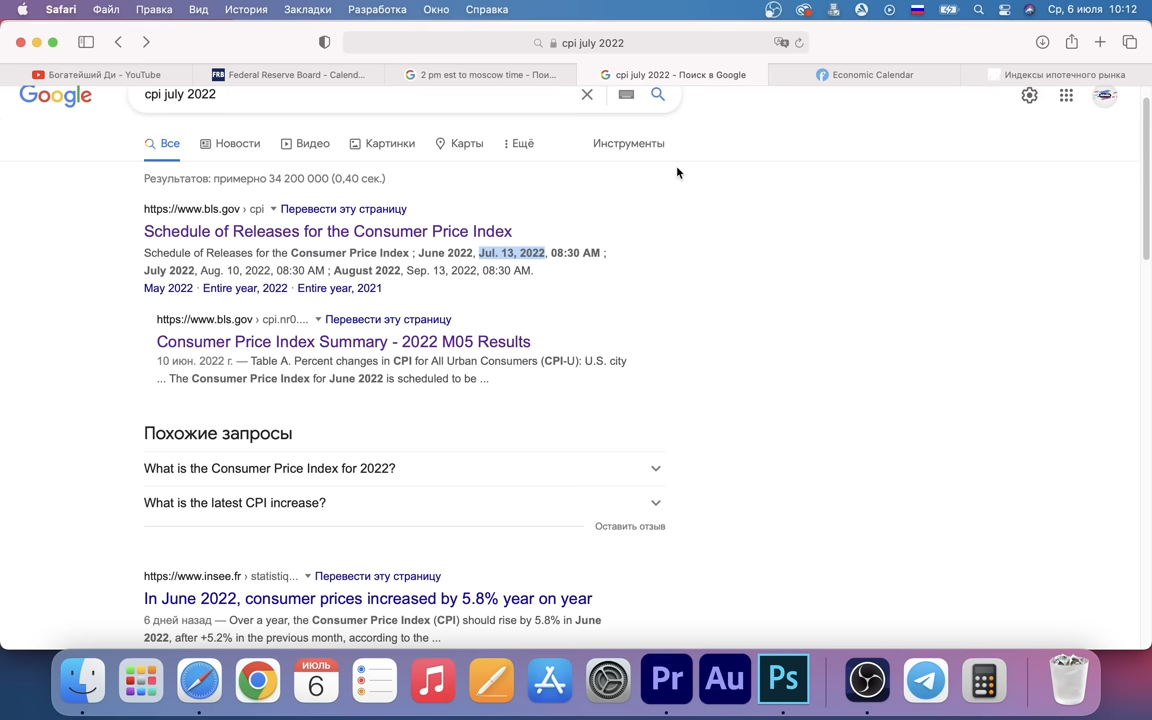 Safari Файл Правка Вид История Закладки Разработка Окно Справка Ср, 6 июля 10:12
cpi july 2022
Богатейший Ди - YouTube FRB Federal Reserve Board - Calend... 2 pm est to moscow time - Пои... cpi july 2022 - Поиск в Google Economic Calendar Индексы ипотечного рынка
Google cpi july 2022
Все Новости Видео Картинки Карты Ещё Инструменты
Результатов: примерно 34 200 000 (0,40 сек.)
https://www.bls.gov › cpi Перевести эту страницу
Schedule of Releases for the Consumer Price Index
Schedule of Releases for the Consumer Price Index ; June 2022, Jul. 13, 2022, 08:30 AM ;
July 2022, Aug. 10, 2022, 08:30 AM ; August 2022, Sep. 13, 2022, 08:30 AM.
May 2022 · Entire year, 2022 · Entire year, 2021
https://www.bls.gov › cpi.nr0.... Перевести эту страницу
Consumer Price Index Summary - 2022 M05 Results
10 июн. 2022 г. — Table A. Percent changes in CPI for All Urban Consumers (CPI-U): U.S. city
... The Consumer Price Index for June 2022 is scheduled to be ...
Похожие запросы
What is the Consumer Price Index for 2022?
What is the latest CPI increase?
Оставить отзыв
https://www.insee.fr › statistiq... Перевести эту страницу
In June 2022, consumer prices increased by 5.8% year on year
6 дней назад — Over a year, the Consumer Price Index (CPI) should rise by 5.8% in June
2022, after +5.2% in the previous month, according to the ...
ИЮЛЬ
6
Pr Au Ps